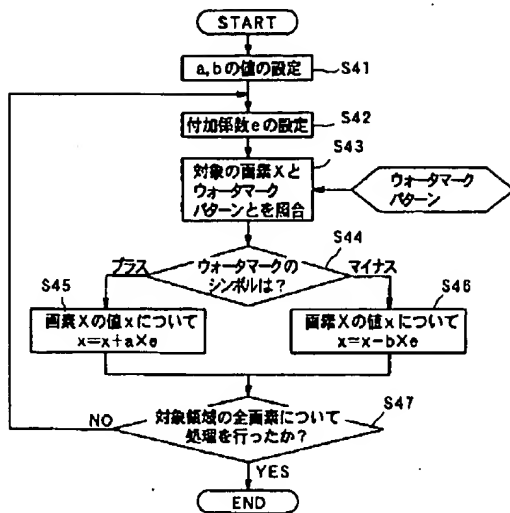 START
a,bの値の設定
S41
付加係数eの設定
S42
対象の画素Xと
ウォータマーク
パターンとを照合
S43
ウォータマーク
パターン
ウォータマークの
シンボルは?
S44
プラス
マイナス
S45
画素Xの値xについて
x=x+a×e
S46
画素Xの値xについて
x=x-b×e
対象領域の全画素について
処理を行ったか?
S47
NO
YES
END